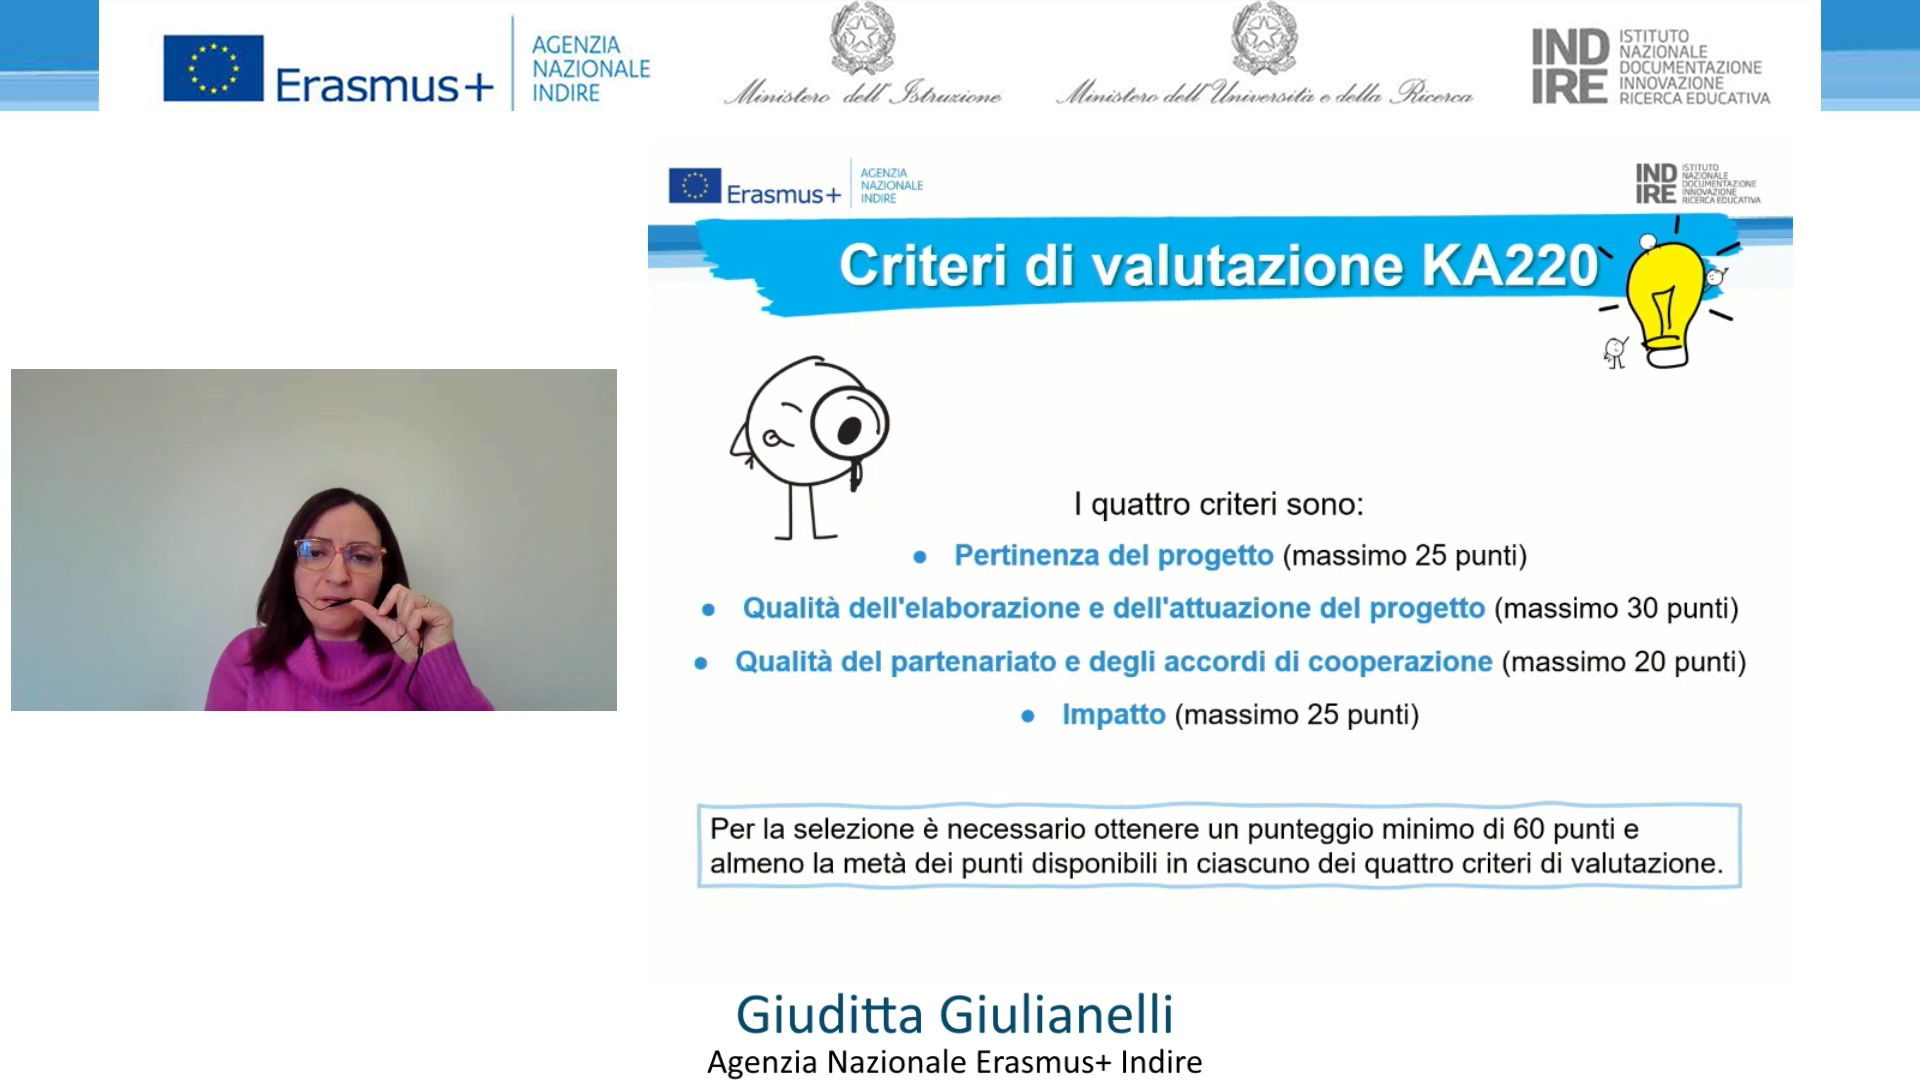 Erasmus+
AGENZIA
NAZIONALE
INDIRE
Ministero dell'Istruzione
Ministero dell'Università e della Ricerca
IND
IRE
ISTITUTO
NAZIONALE
DOCUMENTAZIONE
INNOVAZIONE
RICERCA EDUCATIVA
Erasmus+
AGENZIA
NAZIONALE
INDIRE
IND
IRE
ISTITUTO
NAZIONALE
DOCUMENTAZIONE
INNOVAZIONE
RICERCA EDUCATIVA
Criteri di valutazione KA220
I quattro criteri sono:
● Pertinenza del progetto (massimo 25 punti)
● Qualità dell'elaborazione e dell'attuazione del progetto (massimo 30 punti)
● Qualità del partenariato e degli accordi di cooperazione (massimo 20 punti)
● Impatto (massimo 25 punti)
Per la selezione è necessario ottenere un punteggio minimo di 60 punti e
almeno la metà dei punti disponibili in ciascuno dei quattro criteri di valutazione.
Giuditta Giulianelli
Agenzia Nazionale Erasmus+ Indire